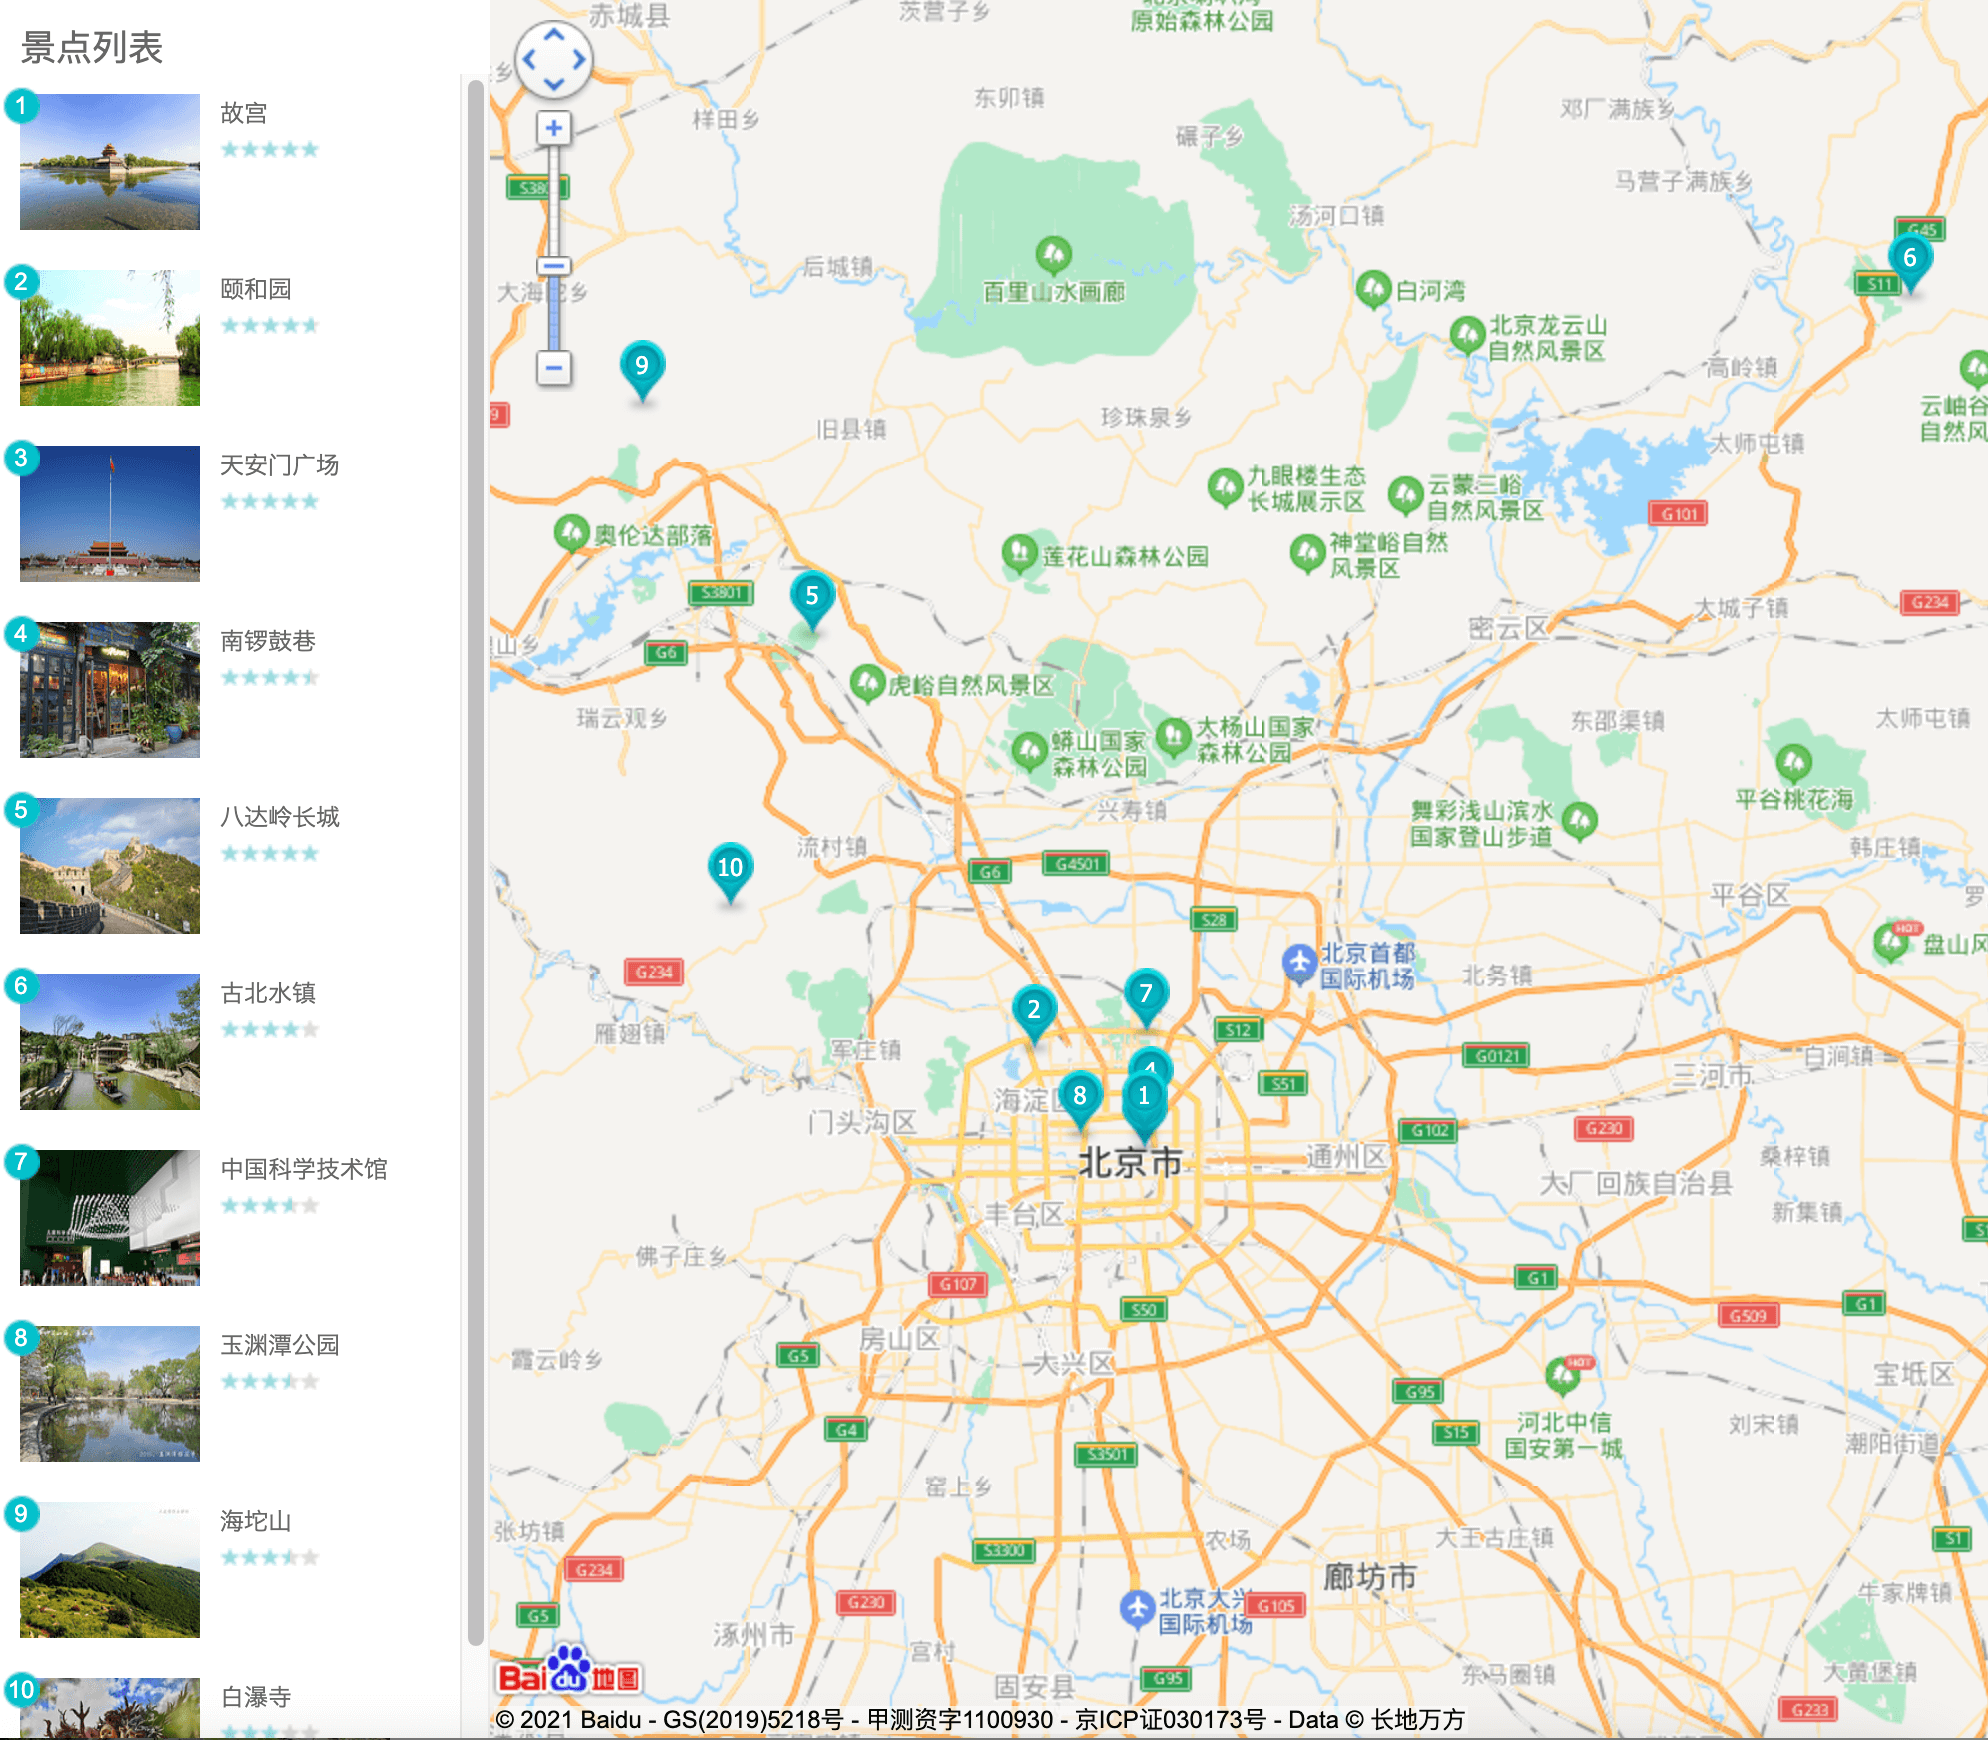 景点列表
1
故宫
2
颐和园
3
天安门广场
4
南锣鼓巷
5
八达岭长城
6
古北水镇
7
中国科学技术馆
8
玉渊潭公园
9
海坨山
10
白瀑寺
赤城县
茨营子乡
原始森林公园
东卯镇
样田乡
碾子乡
邓厂满族乡
马营子满族乡
汤河口镇
S380
G45
6
后城镇
大海陀乡
百里山水画廊
白河湾
S11
北京龙云山
自然风景区
9
高岭镇
旧县镇
珍珠泉乡
云岫谷
自然风
太师屯镇
九眼楼生态
长城展示区
云蒙三峪
自然风景区
G101
奥伦达部落
莲花山森林公园
神堂峪自然
风景区
S3801
5
大城子镇
G234
密云区
G6
虎峪自然风景区
瑞云观乡
东邵渠镇
太师屯镇
蟒山国家
森林公园
太杨山国家
森林公园
兴寿镇
舞彩浅山滨水
国家登山步道
平谷桃花海
流村镇
韩庄镇
10
G6
G4501
平谷区
罗
S28
HOT
盘山风
G234
北京首都
国际机场
北务镇
2
7
雁翅镇
军庄镇
S12
G0121
白涧镇
S51
三河市
海淀区
8
4
1
门头沟区
G102
G230
北京市
通州区
桑梓镇
大厂回族自治县
丰台区
新集镇
佛子庄乡
G107
G1
G1
S50
G509
房山区
霞云岭乡
G5
大兴区
HOT
宝坻区
G95
河北中信
国安第一城
刘宋镇
G4
S15
潮阳街道
S3501
窑上乡
张坊镇
S3300
农场
大王古庄镇
S1
G234
廊坊市
牛家牌镇
G230
北京大兴
国际机场
G105
G5
涿州市
宫村
固安县
G95
东马圈镇
大黄堡镇
G233
Bai du 地图
© 2021 Baidu - GS(2019)5218号 - 甲测资字1100930 - 京ICP证030173号 - Data © 长地万方